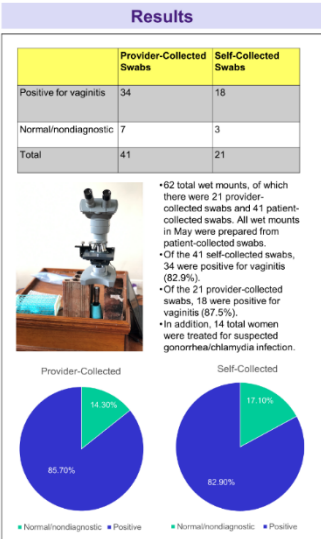 Results
Provider-Collected Swabs
Self-Collected Swabs
Positive for vaginitis 34 18
Normal/nondiagnostic 7 3
Total 41 21
•62 total wet mounts, of which
there were 21 provider-
collected swabs and 41 patient-
collected swabs. All wet mounts
in May were prepared from
patient-collected swabs.
•Of the 41 self-collected swabs,
34 were positive for vaginitis
(82.9%).
•Of the 21 provider-collected
swabs, 18 were positive for
vaginitis (87.5%).
•In addition, 14 total women
were treated for suspected
gonorrhea/chlamydia infection.
Provider-Collected
14.30%
85.70%
Normal/nondiagnostic Positive
Self-Collected
17.10%
82.90%
Normal/nondiagnostic Positive